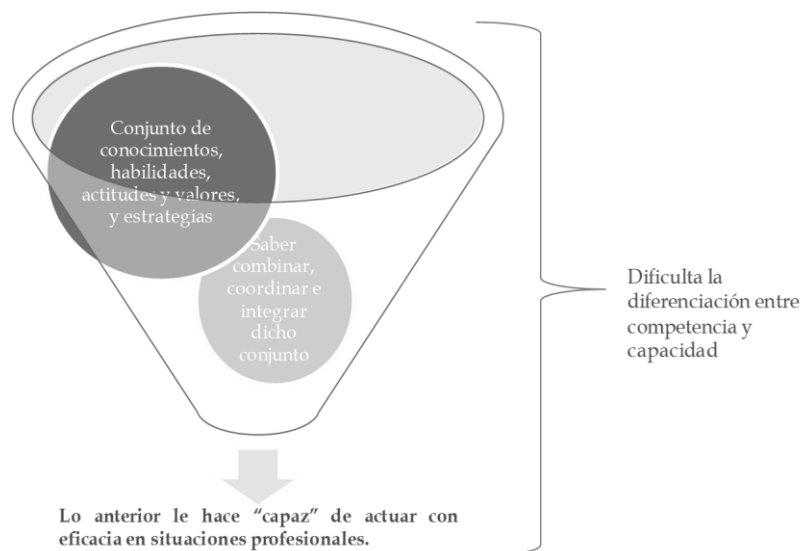 Conjunto de
conocimientos,
habilidades,
actitudes y valores,
y estrategias
Saber
combinar,
coordinar e
integrar
dicho
conjunto
Lo anterior le hace “capaz” de actuar con
eficacia en situaciones profesionales.
Dificulta la
diferenciación entre
competencia y
capacidad